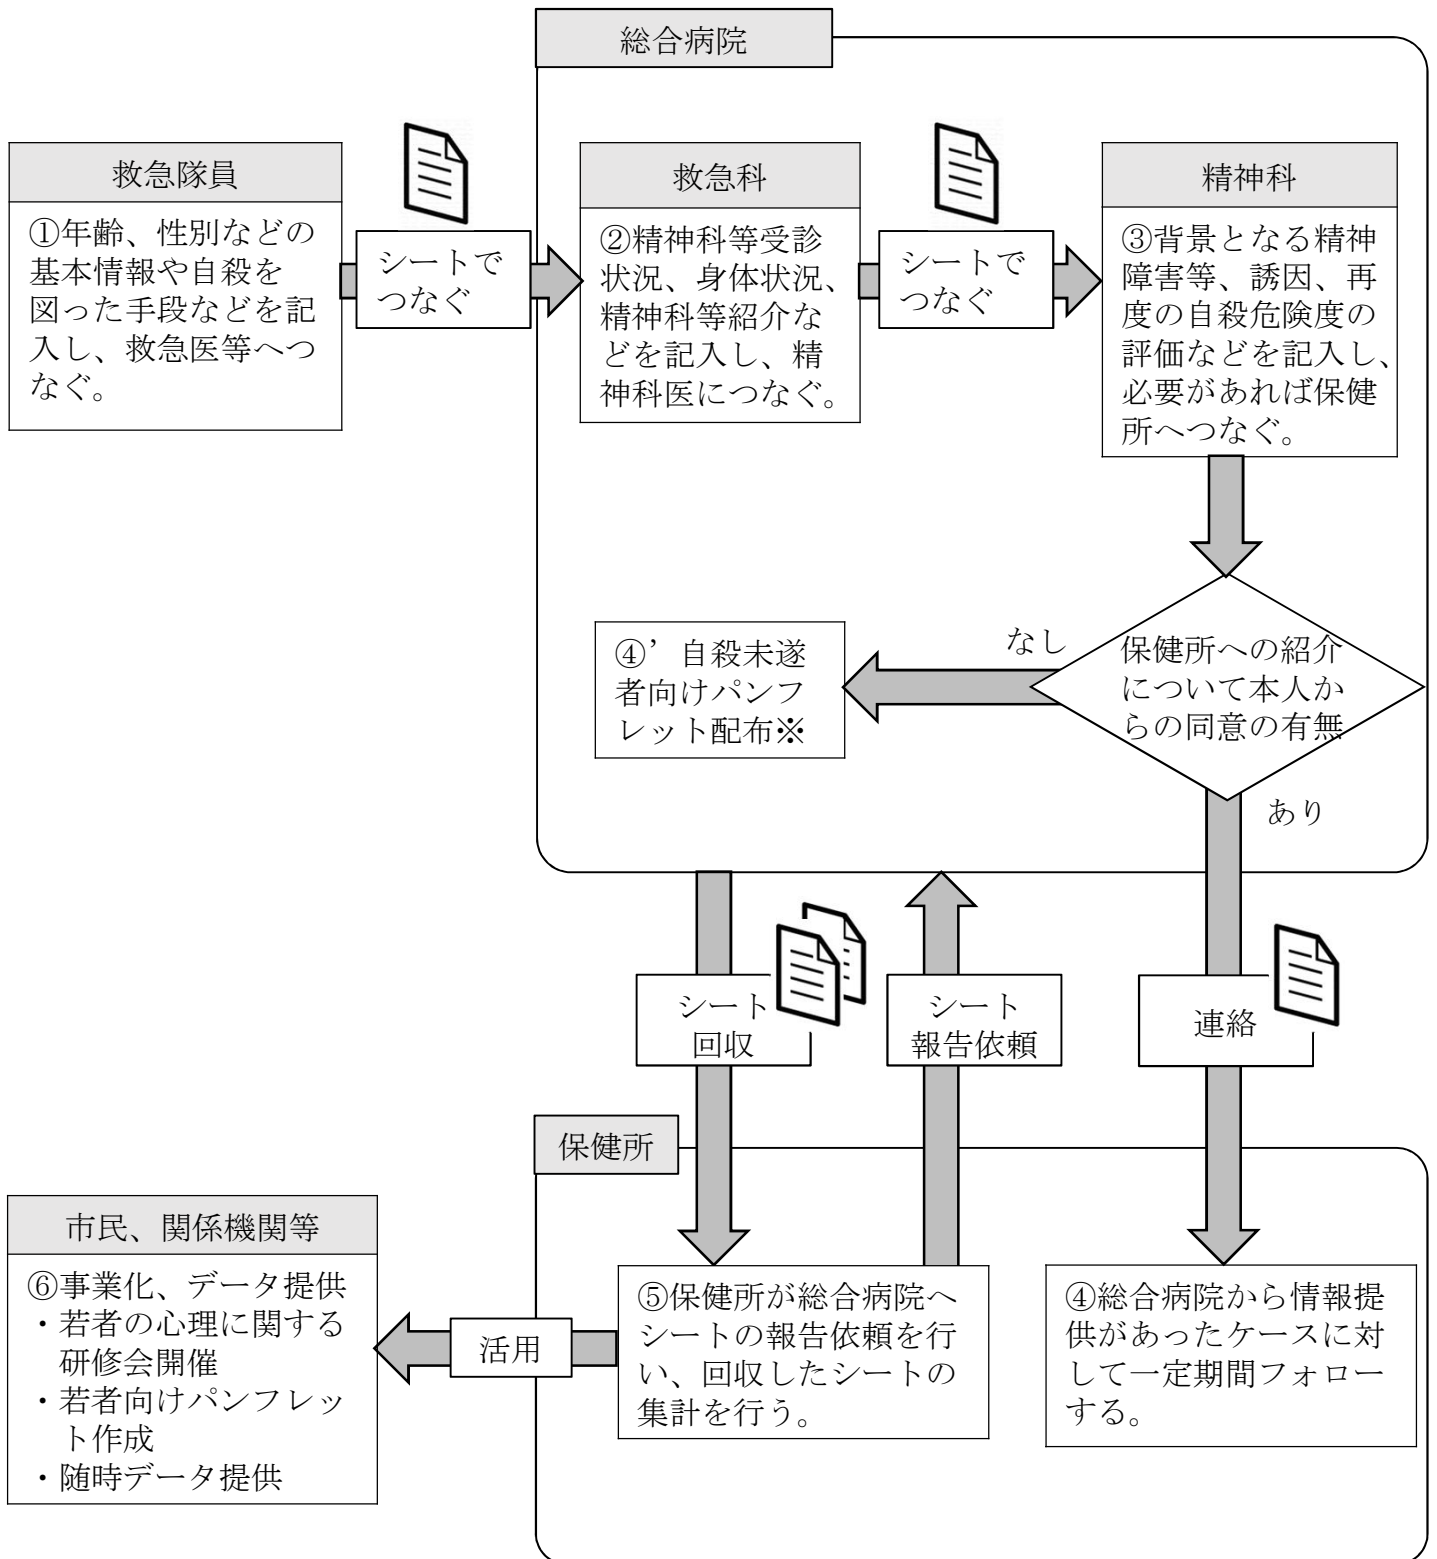 総合病院
救急隊員
①年齢、性別などの
基本情報や自殺を
図った手段などを記
入し、救急医等へつ
なぐ。
シートで
つなぐ
救急科
②精神科等受診
状況、身体状況、
精神科等紹介な
どを記入し、精
神科医につなぐ。
シートで
つなぐ
精神科
③背景となる精神
障害等、誘因、再
度の自殺危険度の
評価などを記入し、
必要があれば保健
所へつなぐ。
保健所への紹介
について本人か
らの同意の有無
なし
④’自殺未遂
者向けパンフ
レット配布※
あり
シート
回収
シート
報告依頼
連絡
保健所
⑤保健所が総合病院へ
シートの報告依頼を行
い、回収したシートの
集計を行う。
④総合病院から情報提
供があったケースに対
して一定期間フォロー
する。
活用
市民、関係機関等
⑥事業化、データ提供
・若者の心理に関する
研修会開催
・若者向けパンフレッ
ト作成
・随時データ提供